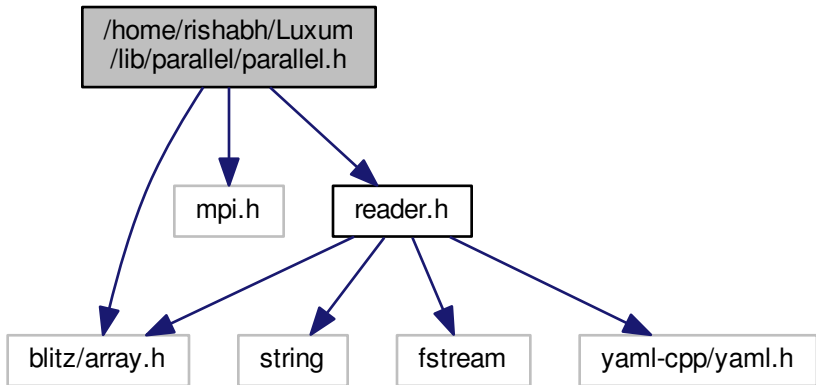 /home/rishabh/Luxum
/lib/parallel/parallel.h
mpi.h
reader.h
blitz/array.h
string
fstream
yaml-cpp/yaml.h